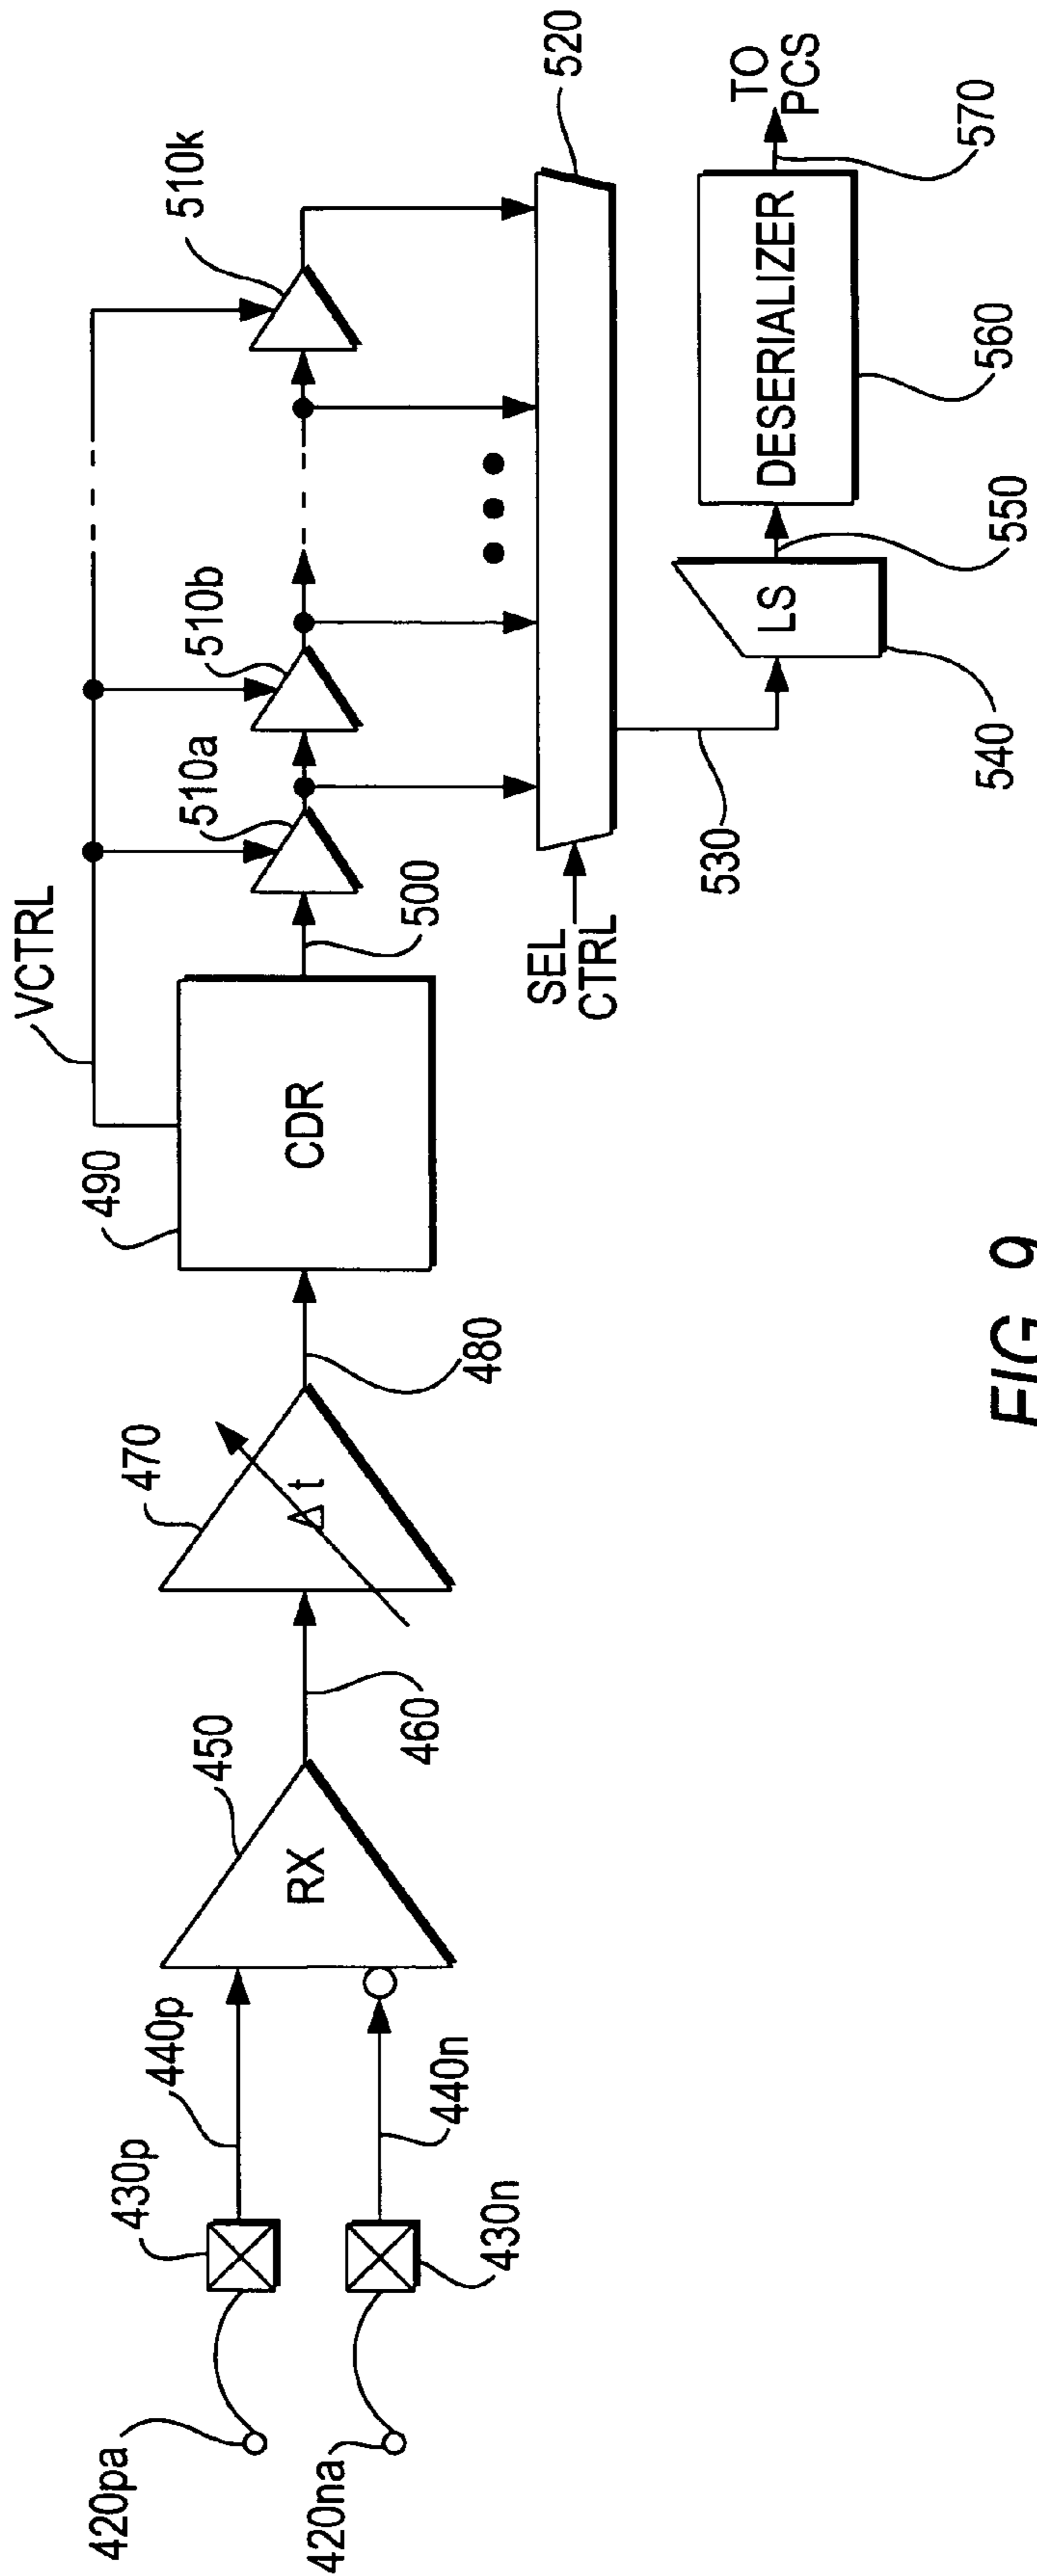 VCTRL
420pa
430p
440p
450
470
490
510a
510b
510k
RX
Δt
CDR
420na
430n
440n
460
480
500
SEL
CTRL
520
530
LS
DESERIALIZER
TO
PCS
540
550
560
570
FIG. 9